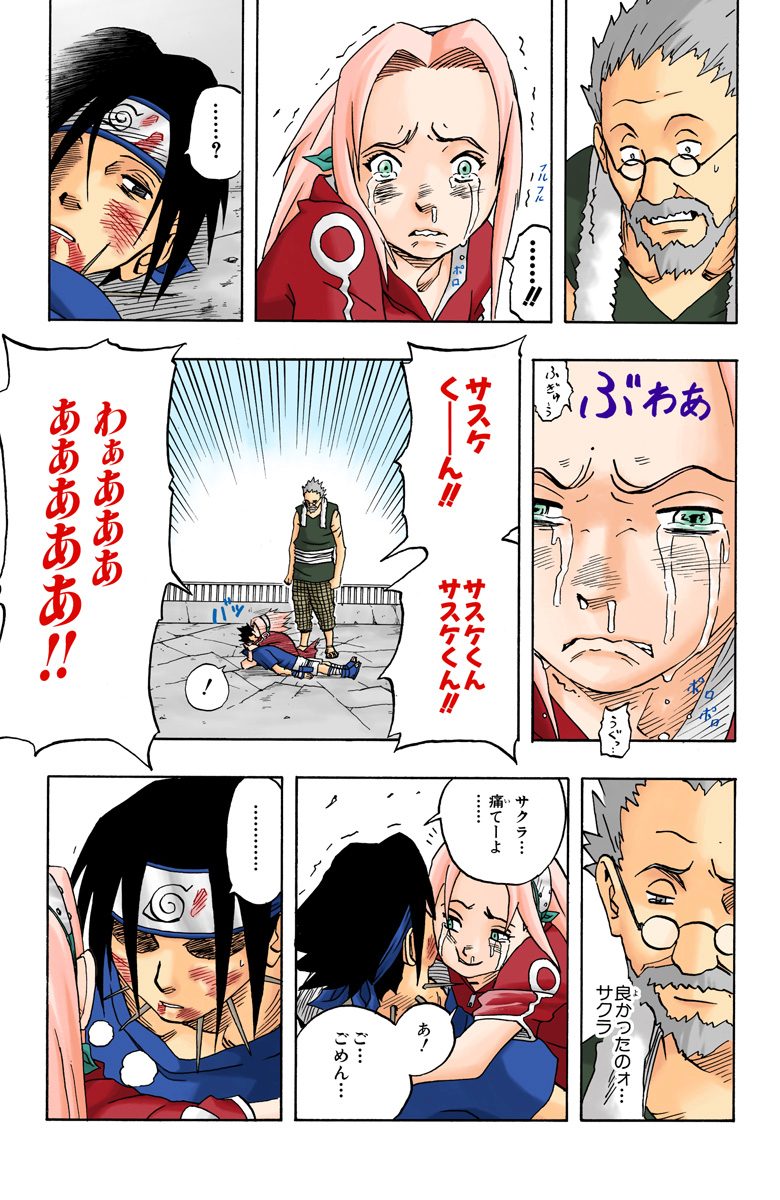 フルフル
ポロ
………!!
………?
ぶわあ
ふぎゅ…う
うぐっ…
ポロポロ
サスケ
くーん!!
サスケくん
サスケくん!!
バッ
!
わぁあああ
ああああああ!!
良かったのォ…
サクラ
サクラ…
痛てーよ
あ!
ご…
ごめん…
…………